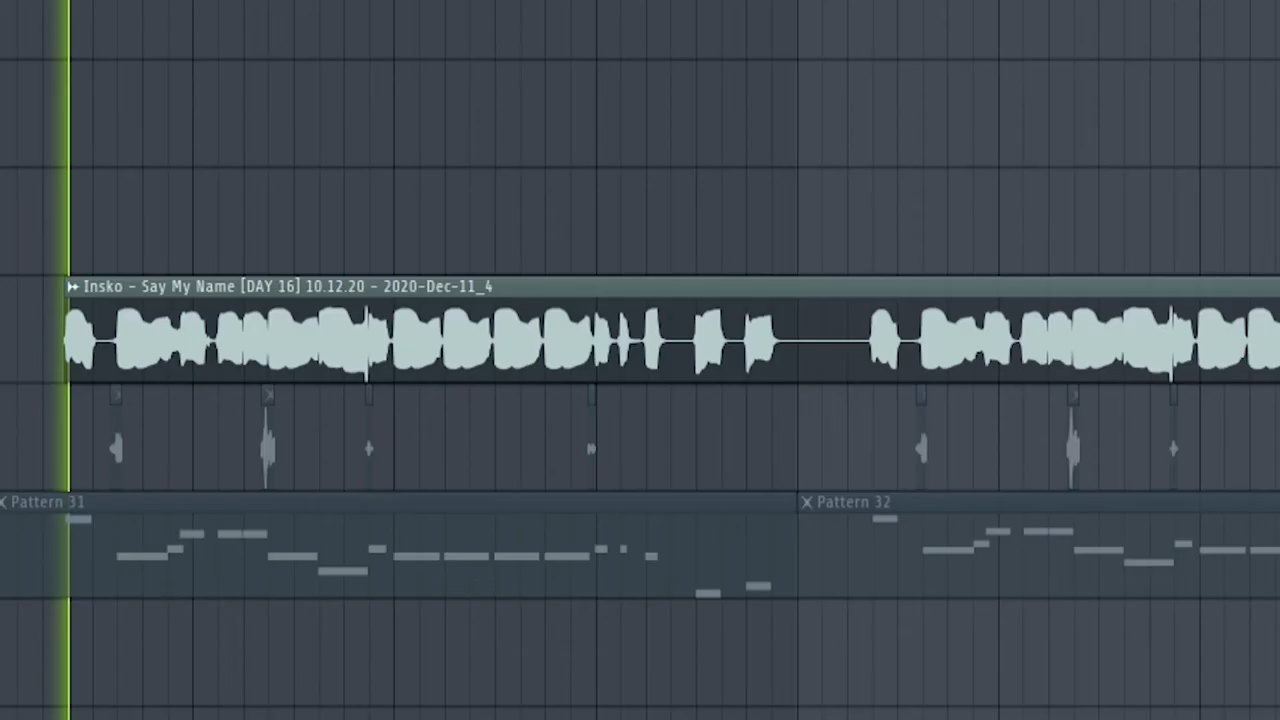 Insko - Say My Name [DAY 16] 10.12.20 - 2020-Dec-11_4
Pattern 31
Pattern 32